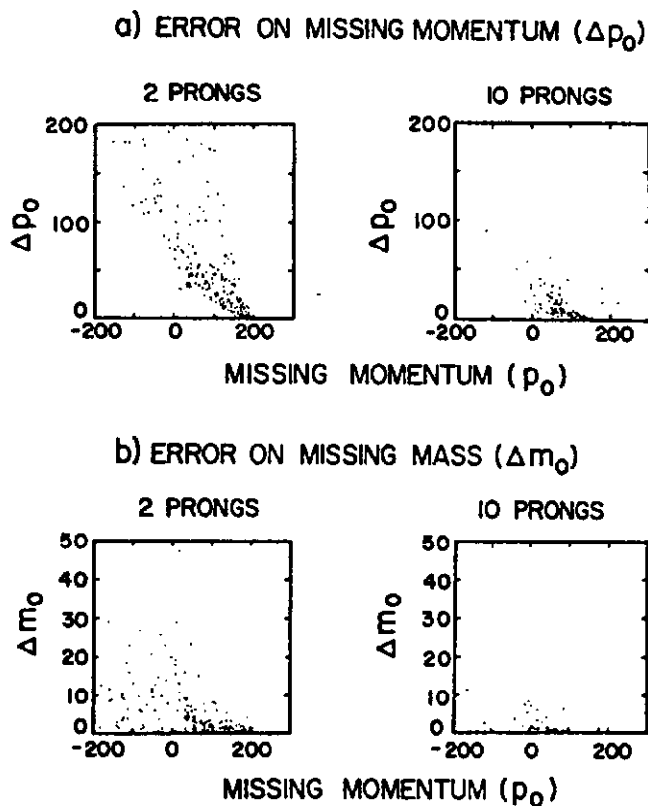 a) ERROR ON MISSING MOMENTUM (Δp₀)
2 PRONGS
10 PRONGS
200
100
0
Δp₀
-200
0
200
200
100
0
Δp₀
-200
0
200
MISSING MOMENTUM (p₀)
b) ERROR ON MISSING MASS (Δm₀)
2 PRONGS
10 PRONGS
50
40
30
20
10
0
Δm₀
-200
0
200
50
40
30
20
10
0
Δm₀
-200
0
200
MISSING MOMENTUM (p₀)